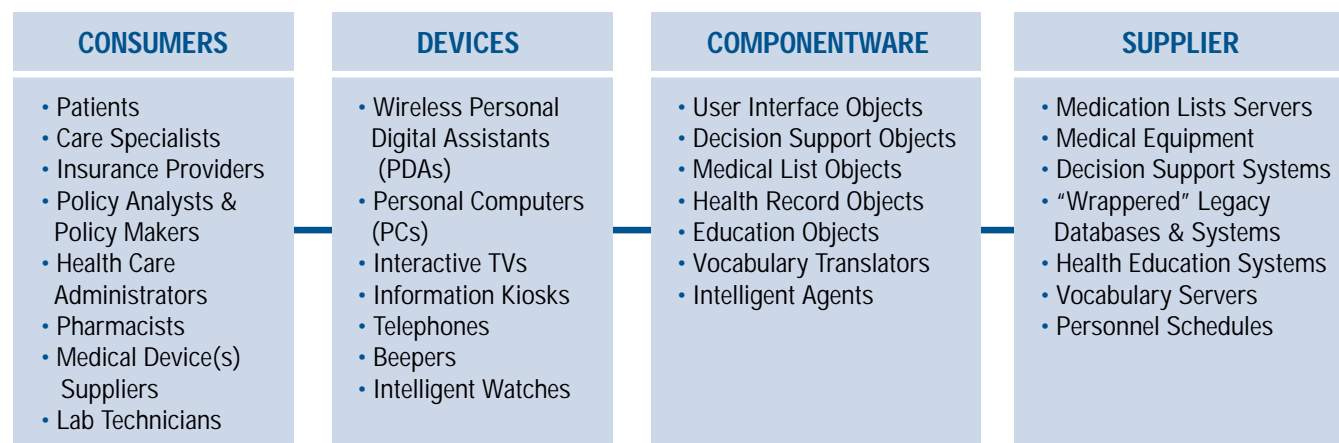 CONSUMERS
• Patients
• Care Specialists
• Insurance Providers
• Policy Analysts &
Policy Makers
• Health Care
Administrators
• Pharmacists
• Medical Device(s)
Suppliers
• Lab Technicians
DEVICES
• Wireless Personal
Digital Assistants
(PDAs)
• Personal Computers
(PCs)
• Interactive TVs
• Information Kiosks
• Telephones
• Beepers
• Intelligent Watches
COMPONENTWARE
• User Interface Objects
• Decision Support Objects
• Medical List Objects
• Health Record Objects
• Education Objects
• Vocabulary Translators
• Intelligent Agents
SUPPLIER
• Medication Lists Servers
• Medical Equipment
• Decision Support Systems
• “Wrappered” Legacy
Databases & Systems
• Health Education Systems
• Vocabulary Servers
• Personnel Schedules